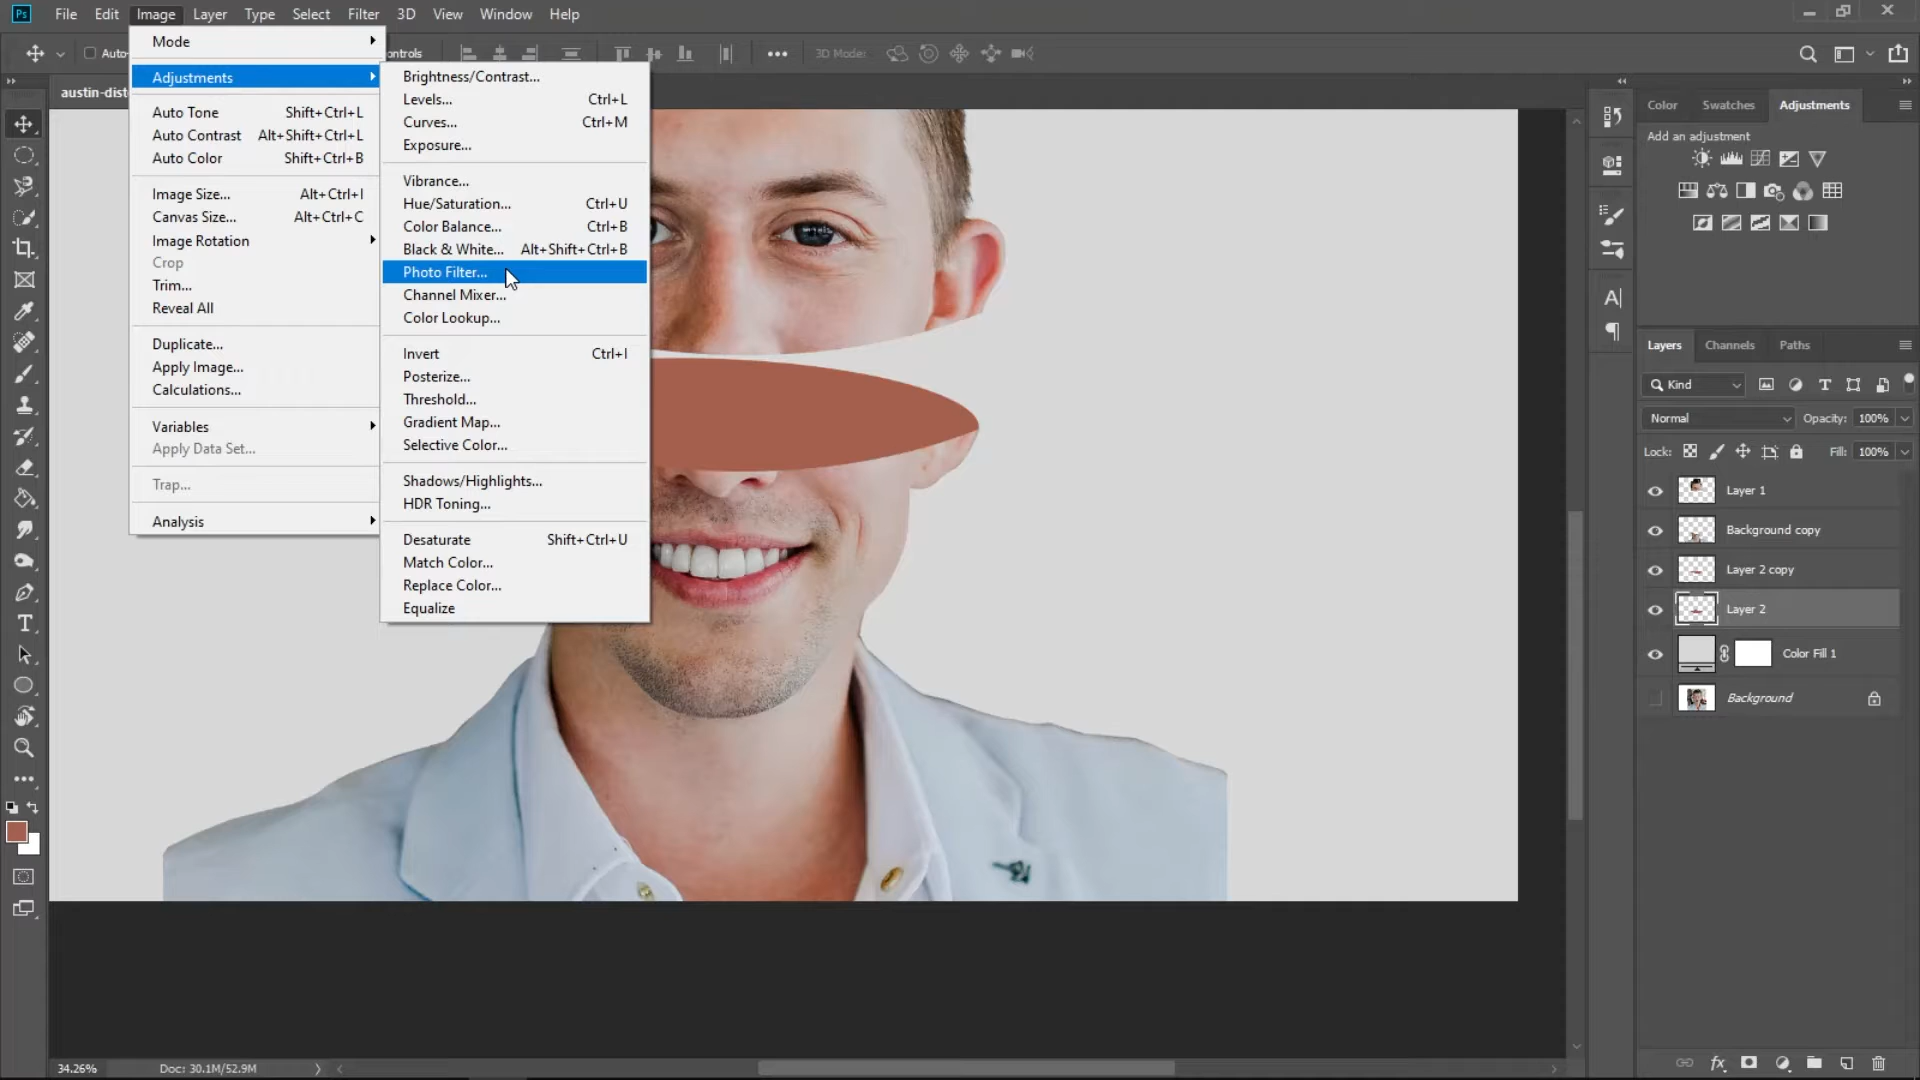 Ps File Edit Image Layer Type Select Filter 3D View Window Help
Auto- ontrols 3D Mode:
austin-dist
Mode
Adjustments
Auto Tone Shift+Ctrl+L
Auto Contrast Alt+Shift+Ctrl+L
Auto Color Shift+Ctrl+B
Image Size... Alt+Ctrl+I
Canvas Size... Alt+Ctrl+C
Image Rotation
Crop
Trim...
Reveal All
Duplicate...
Apply Image...
Calculations...
Variables
Apply Data Set...
Trap...
Analysis
Brightness/Contrast...
Levels... Ctrl+L
Curves... Ctrl+M
Exposure...
Vibrance...
Hue/Saturation... Ctrl+U
Color Balance... Ctrl+B
Black & White... Alt+Shift+Ctrl+B
Photo Filter...
Channel Mixer...
Color Lookup...
Invert Ctrl+I
Posterize...
Threshold...
Gradient Map...
Selective Color...
Shadows/Highlights...
HDR Toning...
Desaturate Shift+Ctrl+U
Match Color...
Replace Color...
Equalize
Color Swatches Adjustments
Add an adjustment
Layers Channels Paths
Kind
Normal Opacity: 100%
Lock: Fill: 100%
Layer 1
Background copy
Layer 2 copy
Layer 2
Color Fill 1
Background
34.26% Doc: 30.1M/52.9M